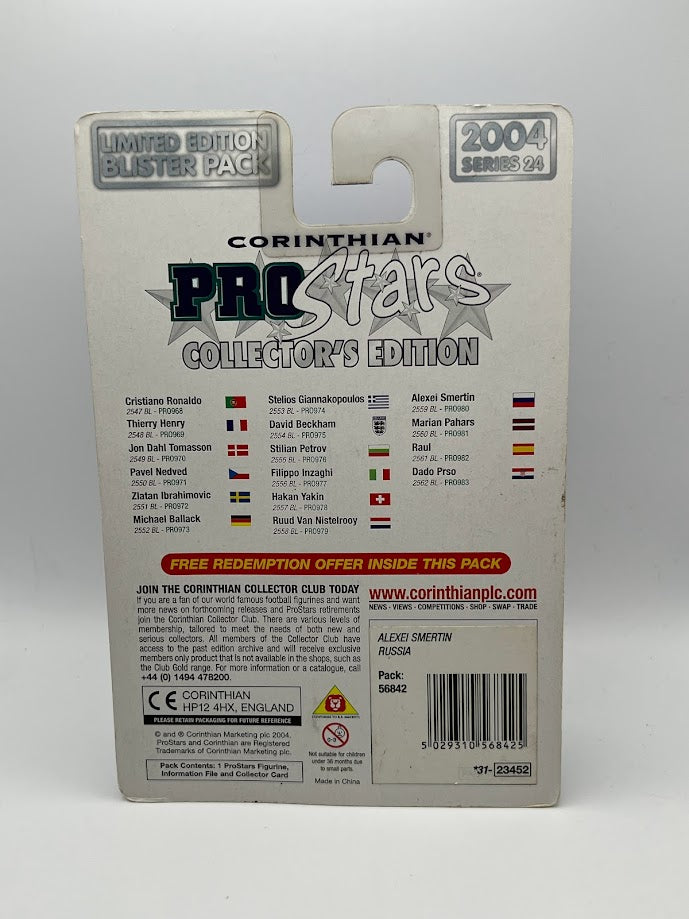 LIMITED EDITION
BLISTER PACK
2004
SERIES 24
CORINTHIAN®
PROStars®
COLLECTOR'S EDITION
Cristiano Ronaldo
2547 BL - PRO968
Thierry Henry
2548 BL - PRO969
Jon Dahl Tomasson
2549 BL - PRO970
Pavel Nedved
2550 BL - PRO971
Zlatan Ibrahimovic
2551 BL - PRO972
Michael Ballack
2552 BL - PRO973
Stelios Giannakopoulos
2553 BL - PRO974
David Beckham
2554 BL - PRO975
Stilian Petrov
2555 BL - PRO976
Filippo Inzaghi
2556 BL - PRO977
Hakan Yakin
2557 BL - PRO978
Ruud Van Nistelrooy
2558 BL - PRO979
Alexei Smertin
2559 BL - PRO980
Marian Pahars
2560 BL - PRO981
Raul
2561 BL - PRO982
Dado Prso
2562 BL - PRO983
FREE REDEMPTION OFFER INSIDE THIS PACK
JOIN THE CORINTHIAN COLLECTOR CLUB TODAY
If you are a fan of our world famous football figurines and want
more news on forthcoming releases and ProStars retirements
join the Corinthian Collector Club. There are various levels of
membership, tailored to meet the needs of both new and
serious collectors. All members of the Collector Club have
access to the past edition archive and will receive exclusive
members only product that is not available in the shops, such as
the Club Gold range. For more information or a catalogue, call
+44 (0) 1494 478200.
CE CORINTHIAN
HP12 4HX, ENGLAND
PLEASE RETAIN PACKAGING FOR FUTURE REFERENCE
© and ® Corinthian Marketing plc 2004.
ProStars and Corinthian are Registered
Trademarks of Corinthian Marketing plc.
Pack Contents: 1 ProStars Figurine,
Information File and Collector Card
0-3
Not suitable for children
under 36 months due
to small parts.
Made in China
www.corinthianplc.com
NEWS - VIEWS - COMPETITIONS - SHOP - SWAP - TRADE
ALEXEI SMERTIN
RUSSIA
Pack:
56842
5 029310 568425
*31- 23452